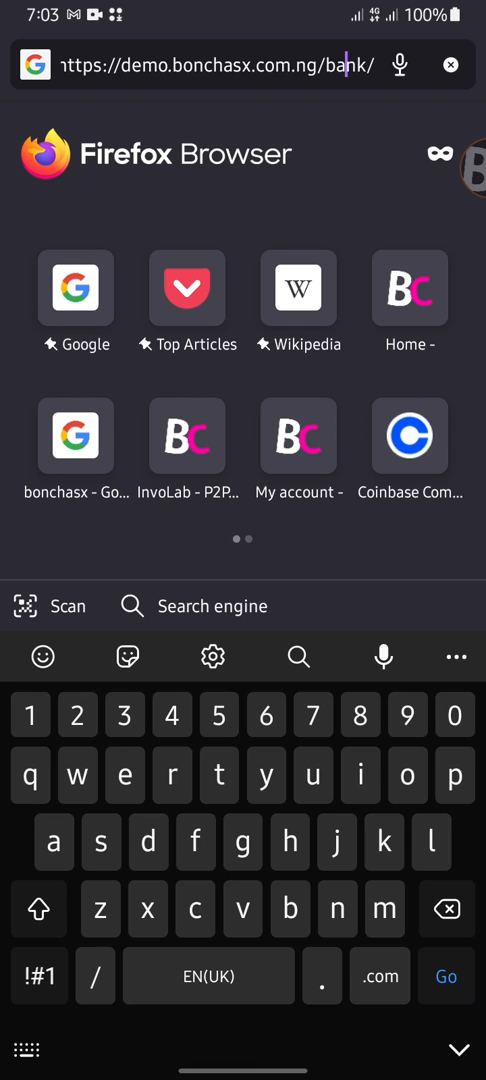 7:03 4G 100%
ttps://demo.bonchasx.com.ng/bank/
Firefox Browser
Google Top Articles Wikipedia Home -
bonchasx - Go... InvoLab - P2P... My account - Coinbase Com...
Scan Search engine
1 2 3 4 5 6 7 8 9 0
q w e r t y u i o p
a s d f g h j k l
z x c v b n m
!#1 / EN(UK) . .com Go